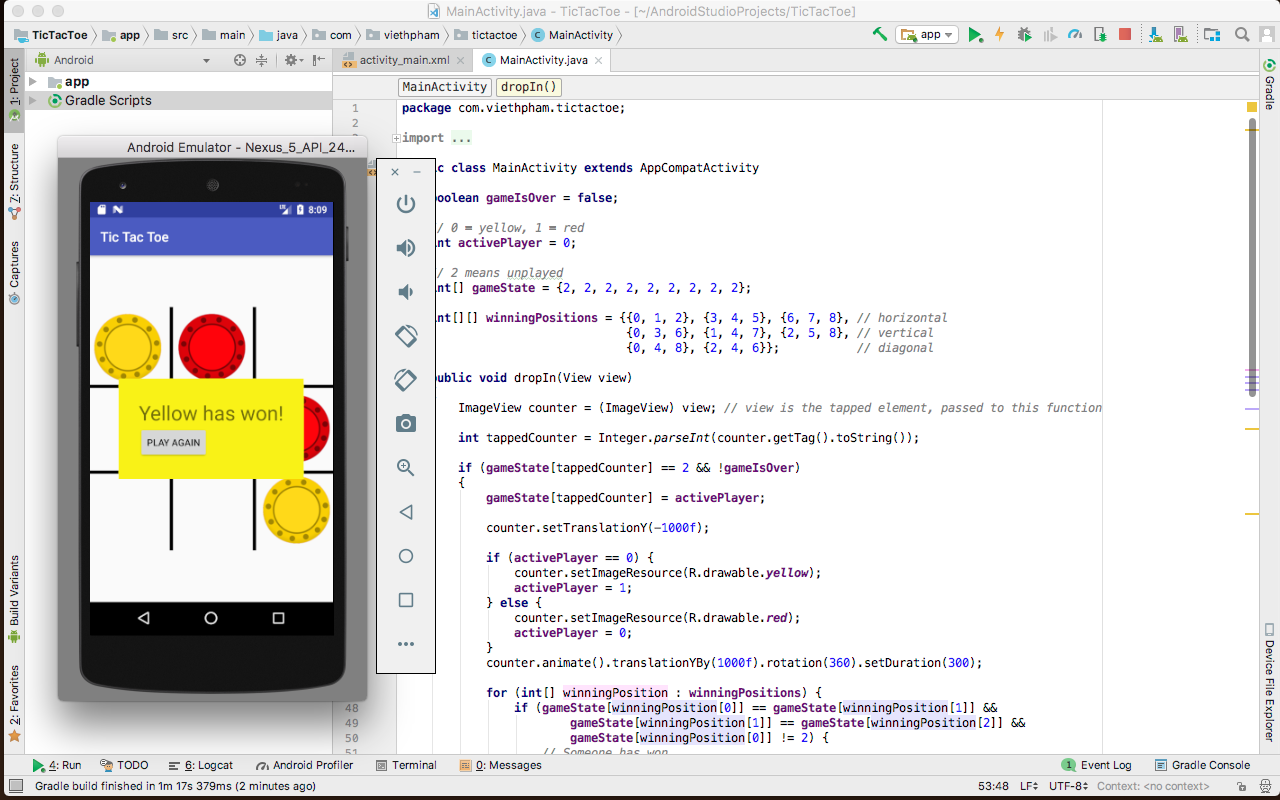 MainActivity.java - TicTacToe - [~/AndroidStudioProjects/TicTacToe]
TicTacToe app src main java com viethpham tictactoe MainActivity
app
Android
activity_main.xml
MainActivity.java
1: Project
7: Structure
Captures
Build Variants
2: Favorites
app
Gradle Scripts
MainActivity
dropIn()
1 package com.viethpham.tictactoe;
2
import ...
c class MainActivity extends AppCompatActivity
oolean gameIsOver = false;
/ 0 = yellow, 1 = red
nt activePlayer = 0;
/ 2 means unplayed
nt[] gameState = {2, 2, 2, 2, 2, 2, 2, 2, 2};
nt[][] winningPositions = {{0, 1, 2}, {3, 4, 5}, {6, 7, 8}, // horizontal
{0, 3, 6}, {1, 4, 7}, {2, 5, 8}, // vertical
{0, 4, 8}, {2, 4, 6}}; // diagonal
public void dropIn(View view)
ImageView counter = (ImageView) view; // view is the tapped element, passed to this function
int tappedCounter = Integer.parseInt(counter.getTag().toString());
if (gameState[tappedCounter] == 2 && !gameIsOver)
{
gameState[tappedCounter] = activePlayer;
counter.setTranslationY(-1000f);
if (activePlayer == 0) {
counter.setImageResource(R.drawable.yellow);
activePlayer = 1;
} else {
counter.setImageResource(R.drawable.red);
activePlayer = 0;
}
counter.animate().translationYBy(1000f).rotation(360).setDuration(300);
for (int[] winningPosition : winningPositions) {
48 if (gameState[winningPosition[0]] == gameState[winningPosition[1]] &&
49 gameState[winningPosition[1]] == gameState[winningPosition[2]] &&
50 gameState[winningPosition[0]] != 2) {
51 // Someone has won
Android Emulator - Nexus_5_API_24...
8:09
Tic Tac Toe
Yellow has won!
PLAY AGAIN
Gradle
Device File Explorer
4: Run
TODO
6: Logcat
Android Profiler
Terminal
0: Messages
1 Event Log
Gradle Console
Gradle build finished in 1m 17s 379ms (2 minutes ago)
53:48 LF UTF-8 Context: <no context>